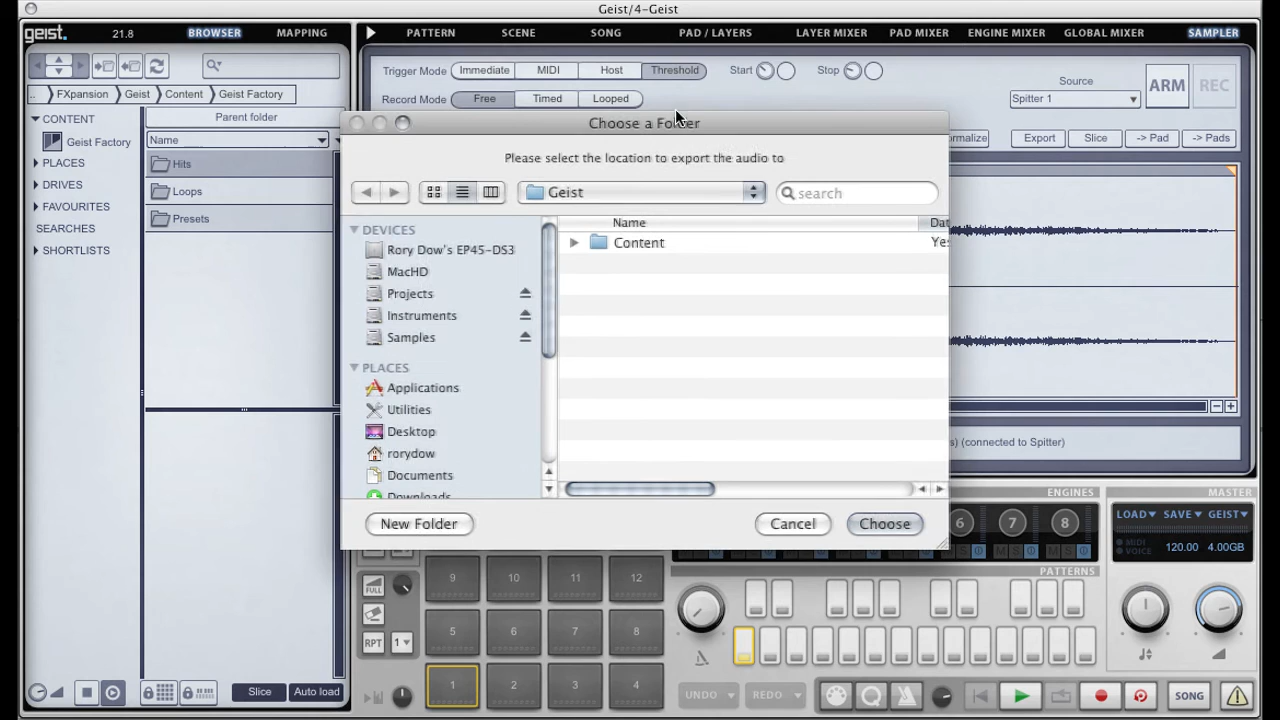 Geist/4-Geist
geist. 21.8 BROWSER MAPPING
PATTERN SCENE SONG PAD / LAYERS LAYER MIXER PAD MIXER ENGINE MIXER GLOBAL MIXER SAMPLER
Trigger Mode Immediate MIDI Host Threshold Start Stop
Source
Record Mode Free Timed Looped
Spitter 1
ARM REC
.. FXpansion Geist Content Geist Factory
Parent folder
CONTENT
Geist Factory
PLACES
DRIVES
FAVOURITES
SEARCHES
SHORTLISTS
Name
Hits
Loops
Presets
Choose a Folder
Please select the location to export the audio to
Geist
search
DEVICES
Rory Dow's EP45-DS3
MacHD
Projects
Instruments
Samples
PLACES
Applications
Utilities
Desktop
rorydow
Documents
Downloads
Name Dat
Content Yes
New Folder Cancel Choose
rmalize Export Slice -> Pad -> Pads
s) (connected to Spitter)
ENGINES
6 7 8
M S M S M S
MASTER
LOAD SAVE GEIST
MIDI
VOICE 120.00 4.00GB
PATTERNS
FULL
RPT 1
9 10 11 12
5 6 7 8
1 2 3 4
Slice Auto load
UNDO REDO SONG